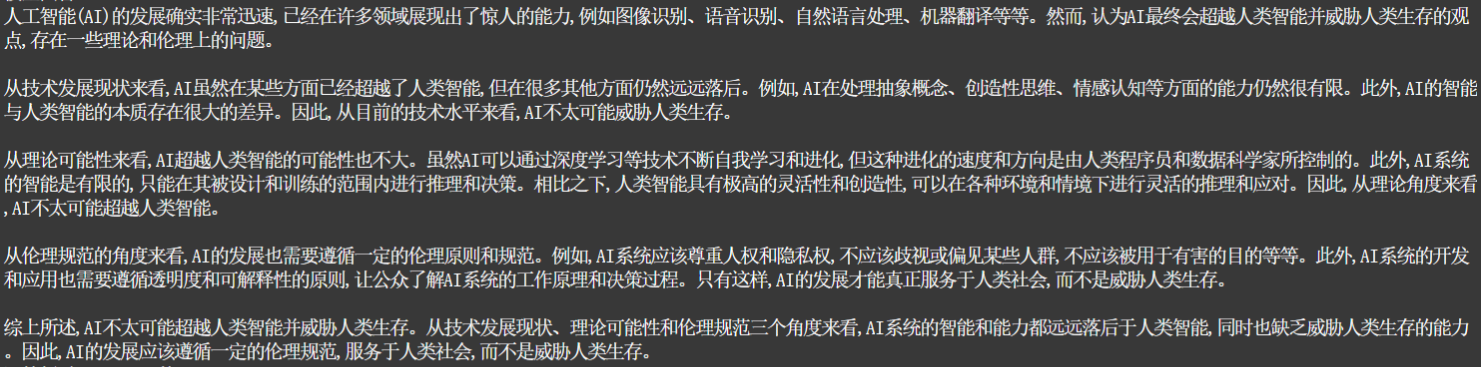 人工智能(AI)的发展确实非常迅速,已经在许多领域展现出了惊人的能力,例如图像识别、语音识别、自然语言处理、机器翻译等等。然而,认为AI最终会超越人类智能并威胁人类生存的观
点,存在一些理论和伦理上的问题。
从技术发展现状来看,AI虽然在某些方面已经超越了人类智能,但在很多其他方面仍然远远落后。例如,AI在处理抽象概念、创造性思维、情感认知等方面的能力仍然很有限。此外,AI的智能
与人类智能的本质存在很大的差异。因此,从目前的技术水平来看,AI不太可能威胁人类生存。
从理论可能性来看,AI超越人类智能的可能性也不大。虽然AI可以通过深度学习等技术不断自我学习和进化,但这种进化的速度和方向是由人类程序员和数据科学家所控制的。此外,AI系统
的智能是有限的,只能在其被设计和训练的范围内进行推理和决策。相比之下,人类智能具有极高的灵活性和创造性,可以在各种环境和情境下进行灵活的推理和应对。因此,从理论角度来看
,AI不太可能超越人类智能。
从伦理规范的角度来看,AI的发展也需要遵循一定的伦理原则和规范。例如,AI系统应该尊重人权和隐私权,不应该歧视或偏见某些人群,不应该被用于有害的目的等等。此外,AI系统的开发
和应用也需要遵循透明度和可解释性的原则,让公众了解AI系统的工作原理和决策过程。只有这样,AI的发展才能真正服务于人类社会,而不是威胁人类生存。
综上所述,AI不太可能超越人类智能并威胁人类生存。从技术发展现状、理论可能性和伦理规范三个角度来看,AI系统的智能和能力都远远落后于人类智能,同时也缺乏威胁人类生存的能力
。因此,AI的发展应该遵循一定的伦理规范,服务于人类社会,而不是威胁人类生存。